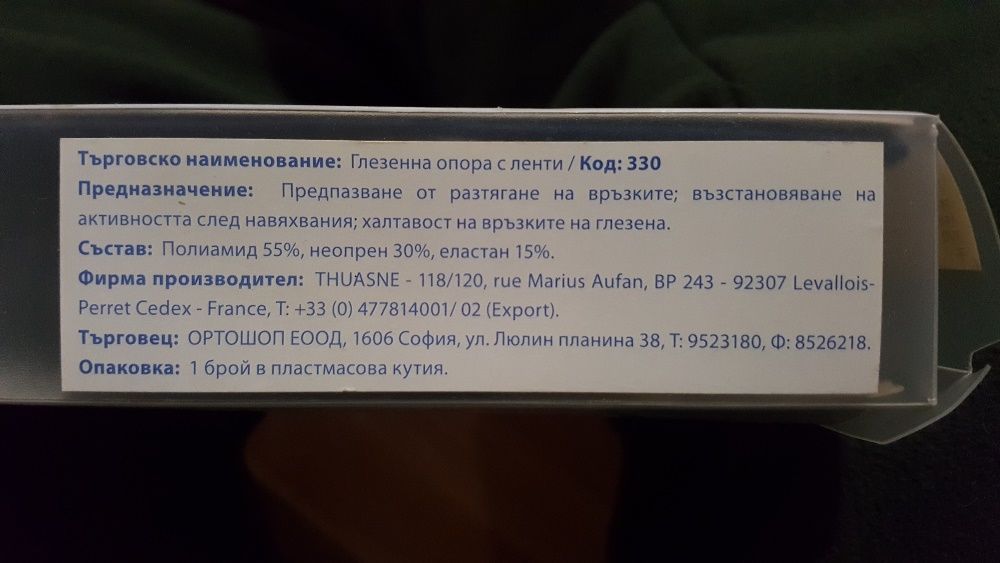 Търговско наименование: Глезенна опора с ленти / Код: 330
Предназначение: Предпазване от разтягане на връзките; възстановяване на
активността след навяхвания; халтавост на връзките на глезена.
Състав: Полиамид 55%, неопрен 30%, еластан 15%.
Фирма производител: THUASNE - 118/120, rue Marius Aufan, BP 243 - 92307 Levallois-
Perret Cedex - France, T: +33 (0) 477814001/ 02 (Export).
Търговец: ОРТОШОП ЕООД, 1606 София, ул. Люлин планина 38, Т: 9523180, Ф: 8526218.
Опаковка: 1 брой в пластмасова кутия.